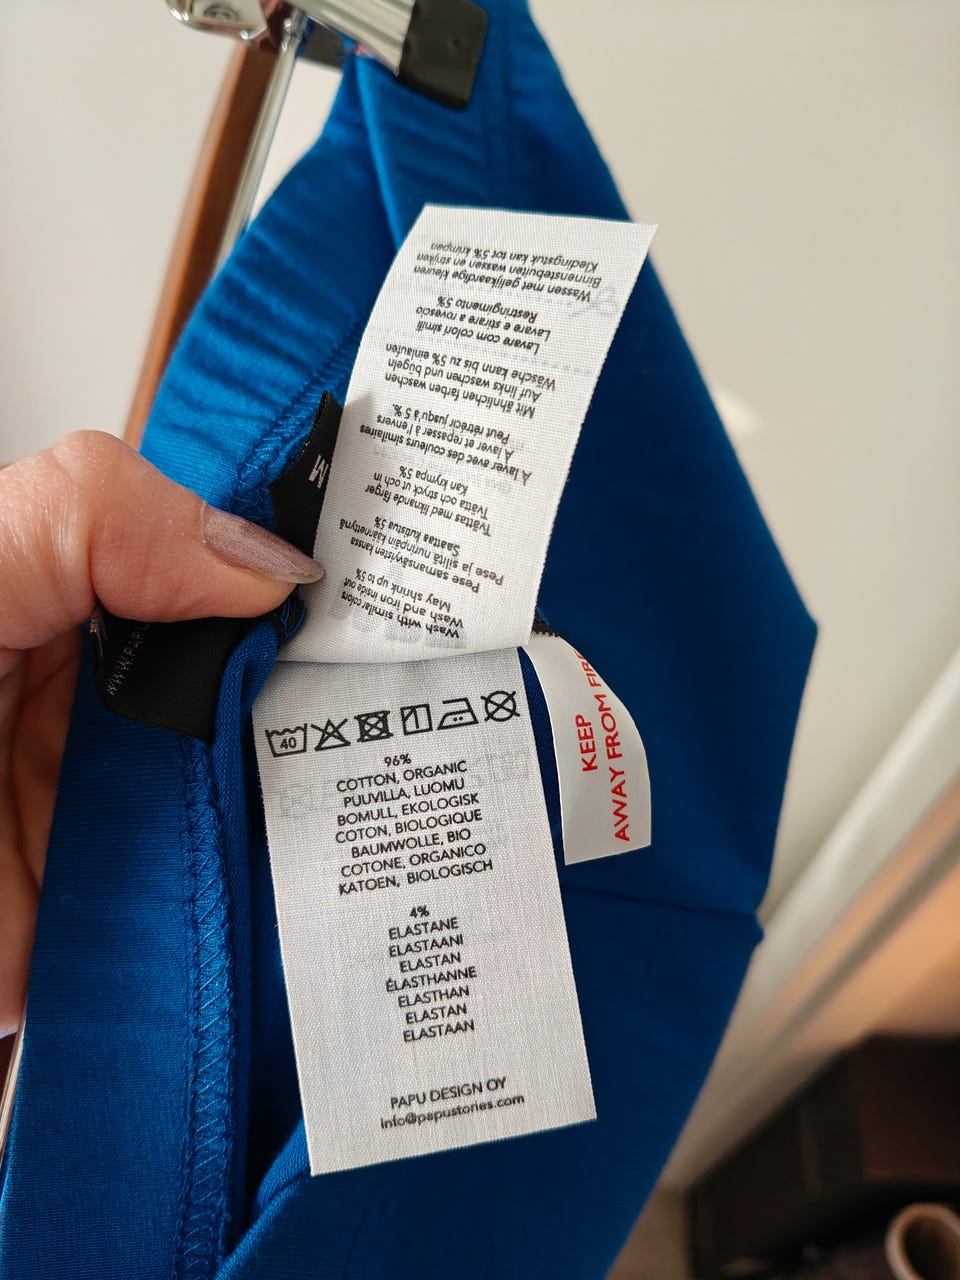 Wash with similar colors
Wash and iron inside out
May shrink up to 5%
Pese samansävyisten kanssa
Pese ja silitä nurinpäin käännettynä
Saattaa kutistua 5%
Tvättas med liknande färger
Tvätta och stryk ut och in
Kan krympa 5%
À laver avec des couleurs similaires
À laver et repasser à l'envers
Peut rétrécir jusqu'à 5 %.
Mit ähnlichen farben waschen
Auf links waschen und bügeln
Wäsche kann bis zu 5% einlaufen
Lavare com colori simili
Lavare e stirare a rovescio
Restringimento 5%
Wassen met gelijkaardige kleuren
Binnenstebuiten wassen en strijken
Kledingstuk kan tot 5% krimpen
M
WWW.PAPU
40
96%
COTTON, ORGANIC
PUUVILLA, LUOMU
BOMULL, EKOLOGISK
COTON, BIOLOGIQUE
BAUMWOLLE, BIO
COTONE, ORGANICO
KATOEN, BIOLOGISCH
4%
ELASTANE
ELASTAANI
ELASTAN
ÉLASTHANNE
ELASTHAN
ELASTAN
ELASTAAN
PAPU DESIGN OY
info@papustories.com
KEEP
AWAY FROM FIRE